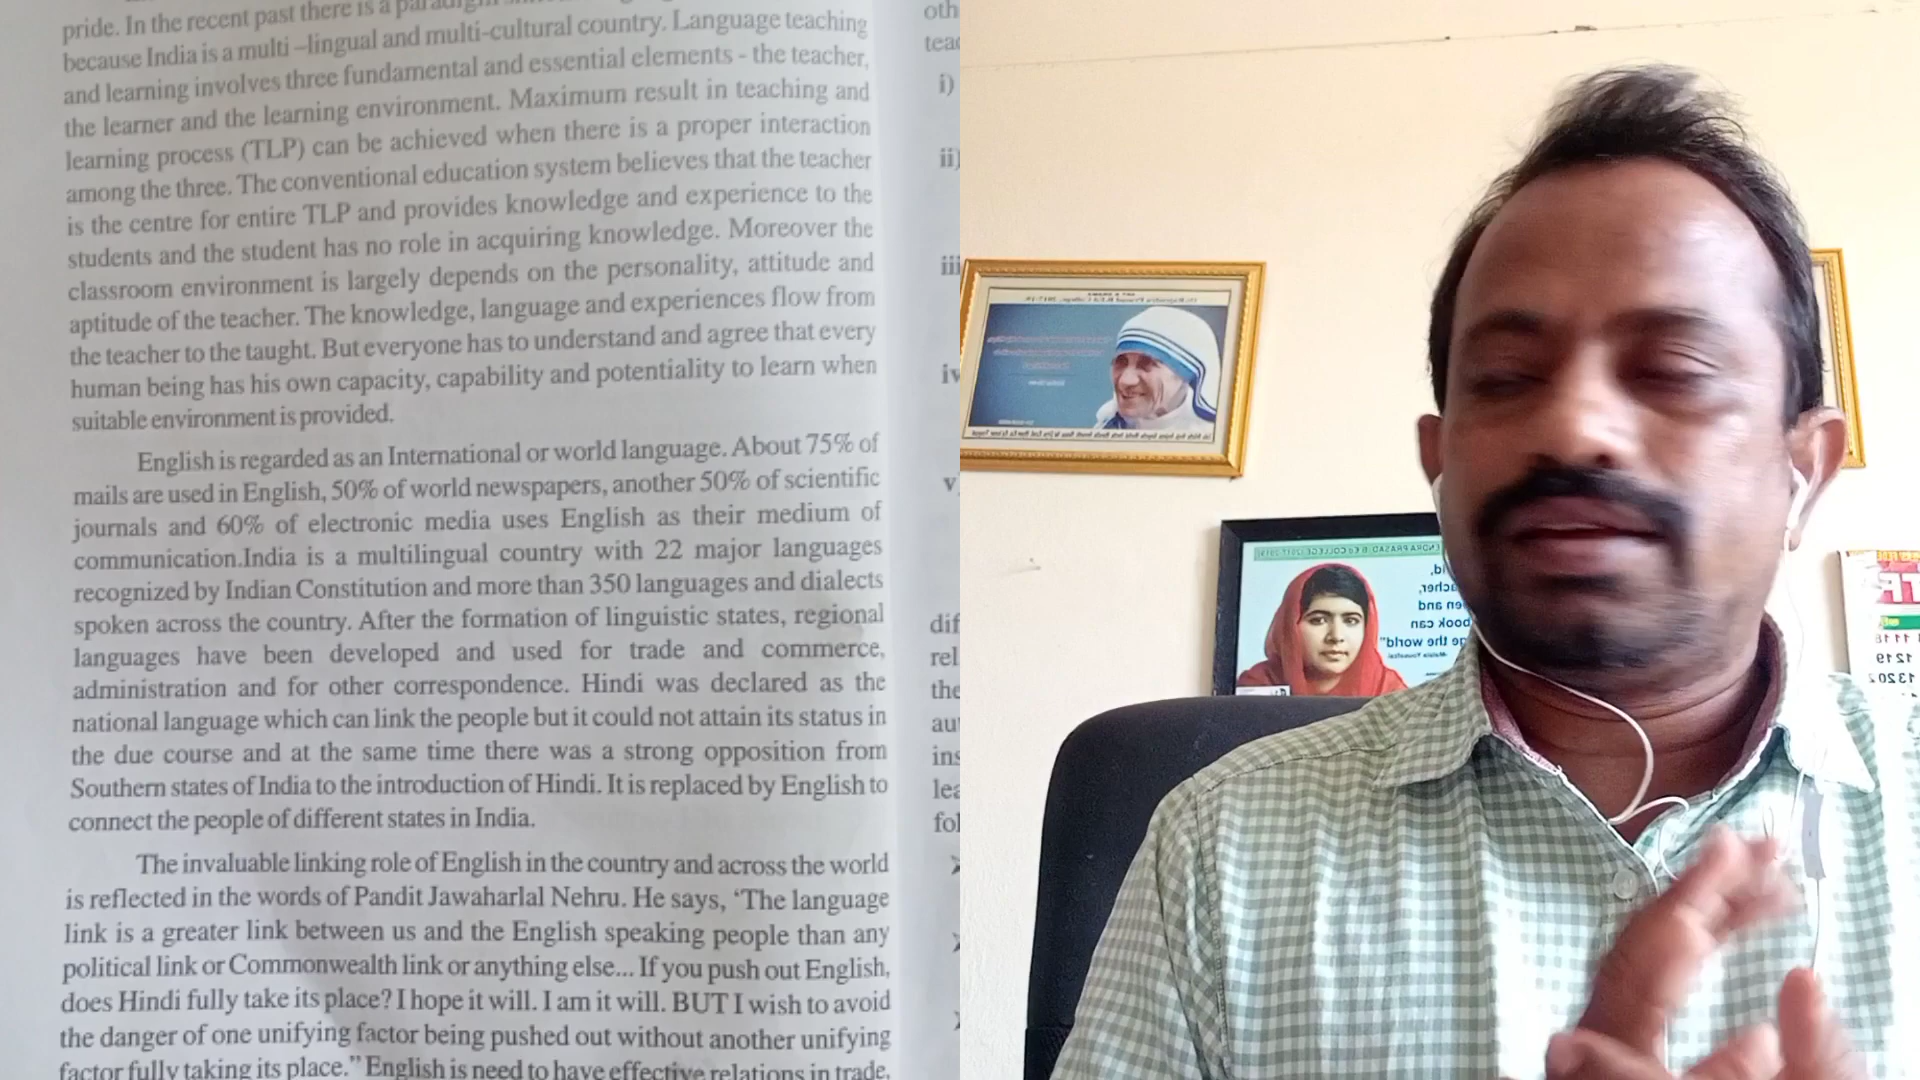 pride. In the recent past there is a
because India is a multi –lingual and multi-cultural country. Language teaching
and learning involves three fundamental and essential elements - the teacher,
the learner and the learning environment. Maximum result in teaching and
learning process (TLP) can be achieved when there is a proper interaction
among the three. The conventional education system believes that the teacher
is the centre for entire TLP and provides knowledge and experience to the
students and the student has no role in acquiring knowledge. Moreover the
classroom environment is largely depends on the personality, attitude and
aptitude of the teacher. The knowledge, language and experiences flow from
the teacher to the taught. But everyone has to understand and agree that every
human being has his own capacity, capability and potentiality to learn when
suitable environment is provided.
English is regarded as an International or world language. About 75% of
mails are used in English, 50% of world newspapers, another 50% of scientific
journals and 60% of electronic media uses English as their medium of
communication.India is a multilingual country with 22 major languages
recognized by Indian Constitution and more than 350 languages and dialects
spoken across the country. After the formation of linguistic states, regional
languages have been developed and used for trade and commerce,
administration and for other correspondence. Hindi was declared as the
national language which can link the people but it could not attain its status in
the due course and at the same time there was a strong opposition from
Southern states of India to the introduction of Hindi. It is replaced by English to
connect the people of different states in India.
The invaluable linking role of English in the country and across the world
is reflected in the words of Pandit Jawaharlal Nehru. He says, ‘The language
link is a greater link between us and the English speaking people than any
political link or Commonwealth link or anything else... If you push out English,
does Hindi fully take its place? I hope it will. I am it will. BUT I wish to avoid
the danger of one unifying factor being pushed out without another unifying
factor fully taking its place.” English is need to have effective relations in trade,
i)
ii)
iii
iv
v
book can
world"